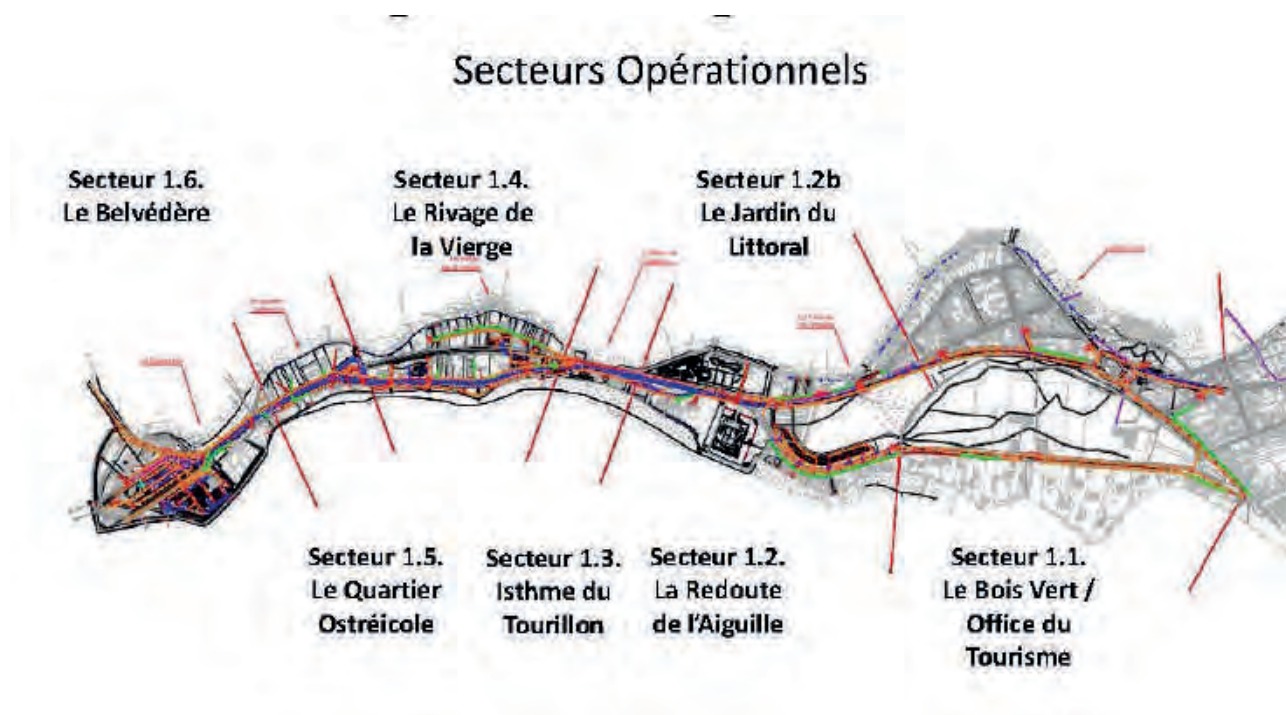 Secteurs Opérationnels
Secteur 1.6.
Le Belvédère
Secteur 1.4.
Le Rivage de
la Vierge
Secteur 1.2b
Le Jardin du
Littoral
Secteur 1.5.
Le Quartier
Ostréicole
Secteur 1.3.
Isthme du
Tourillon
Secteur 1.2.
La Redoute
de l'Aiguille
Secteur 1.1.
Le Bois Vert /
Office du
Tourisme